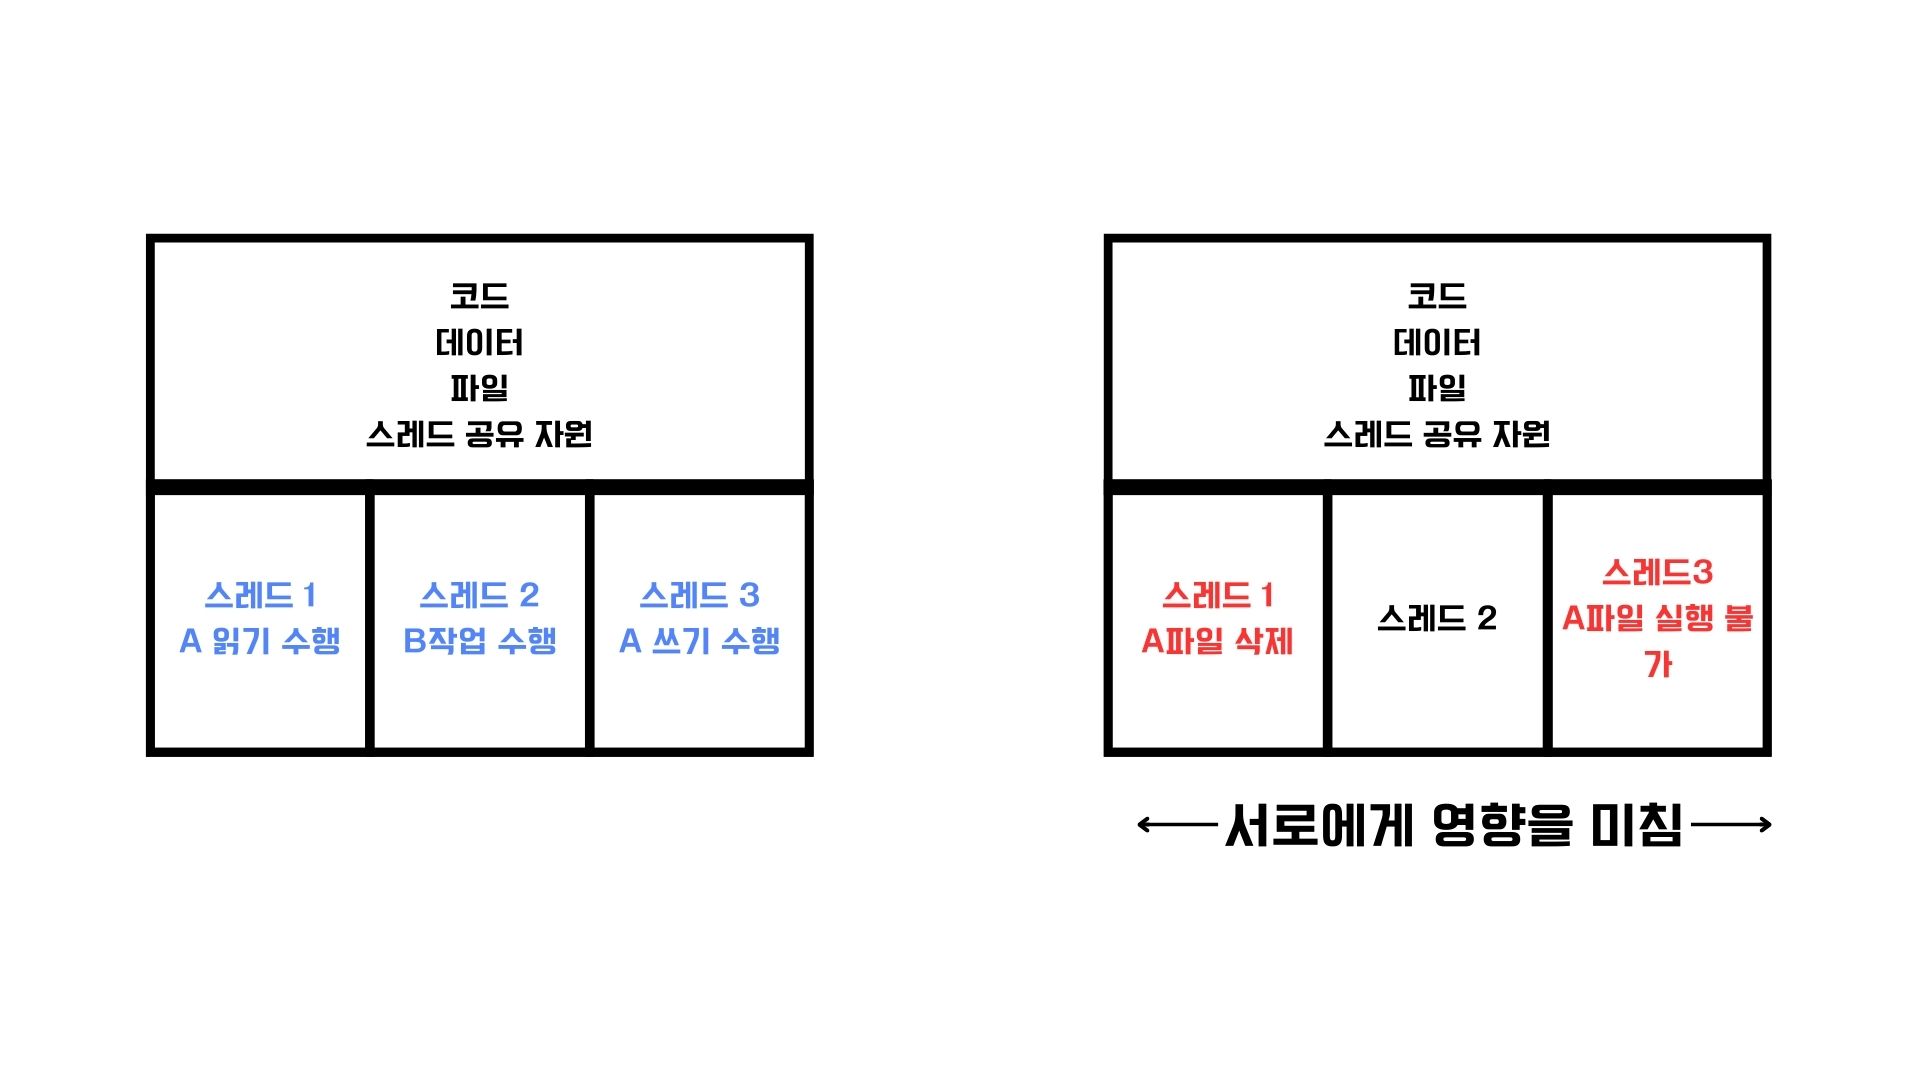 코드
데이터
파일
스레드 공유 자원
스레드 1
A 읽기 수행
스레드 2
B작업 수행
스레드 3
A 쓰기 수행
코드
데이터
파일
스레드 공유 자원
스레드 1
A파일 삭제
스레드 2
스레드3
A파일 실행 불
가
서로에게 영향을 미침